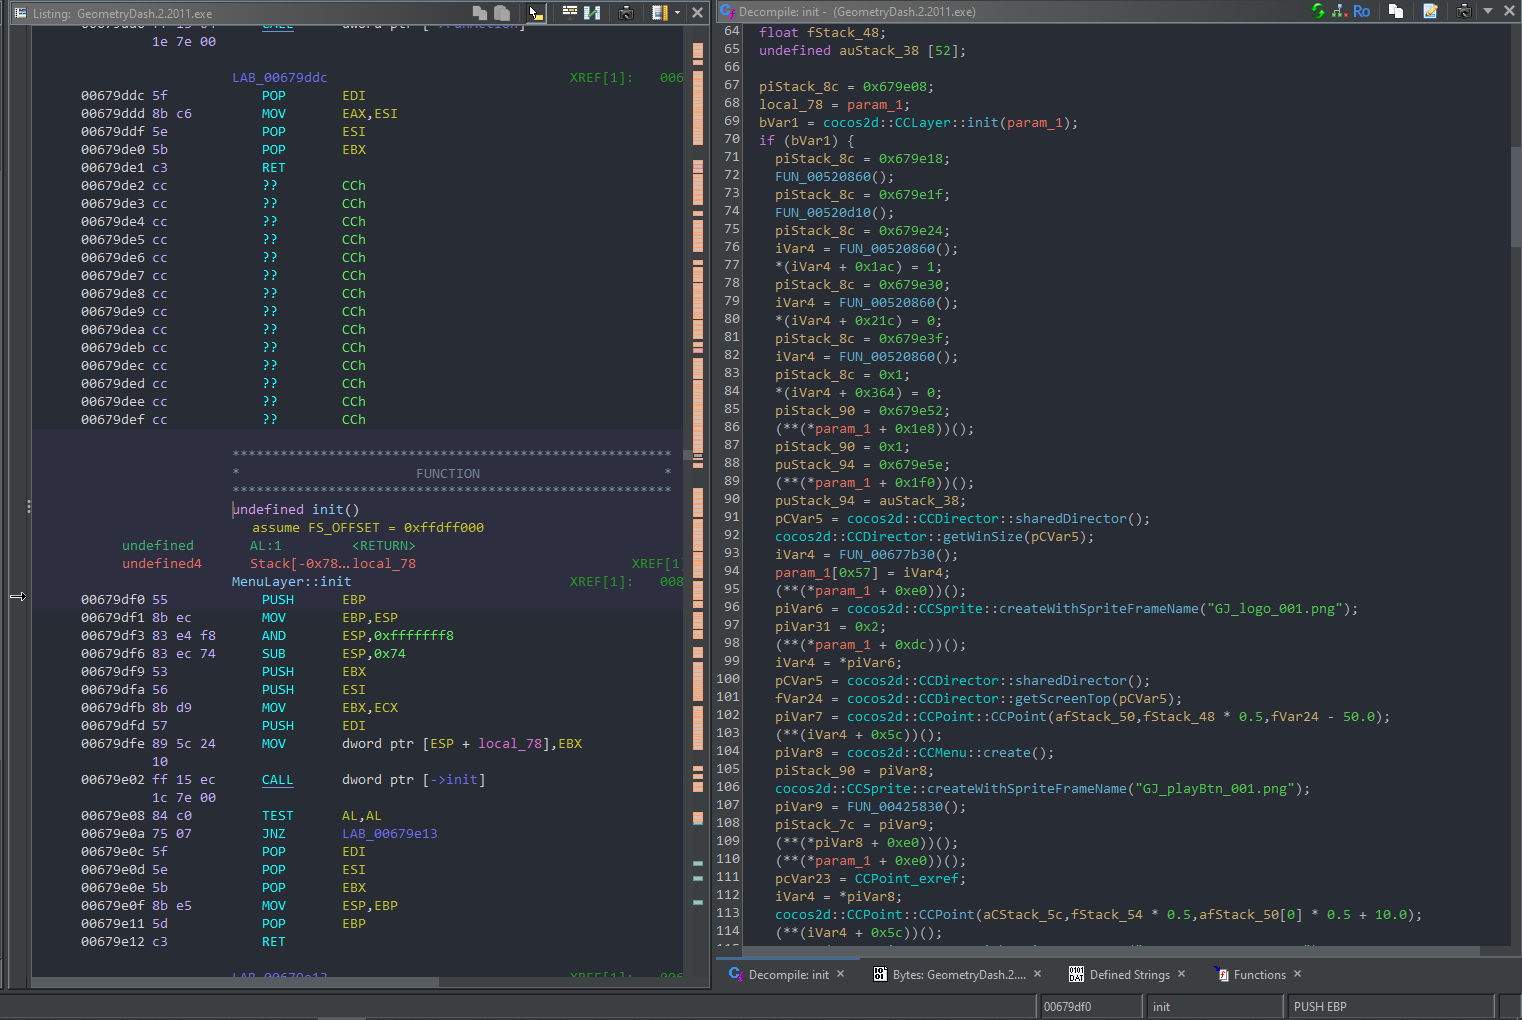 Listing: GeometryDash.2.2011.exe
1e 7e 00
LAB_00679ddc XREF[1]: 006
00679ddc 5f POP EDI
00679ddd 8b c6 MOV EAX,ESI
00679ddf 5e POP ESI
00679de0 5b POP EBX
00679de1 c3 RET
00679de2 cc ?? CCh
00679de3 cc ?? CCh
00679de4 cc ?? CCh
00679de5 cc ?? CCh
00679de6 cc ?? CCh
00679de7 cc ?? CCh
00679de8 cc ?? CCh
00679de9 cc ?? CCh
00679dea cc ?? CCh
00679deb cc ?? CCh
00679dec cc ?? CCh
00679ded cc ?? CCh
00679dee cc ?? CCh
00679def cc ?? CCh
*******************************************************
* FUNCTION *
*******************************************************
undefined init()
assume FS_OFFSET = 0xffdff000
undefined AL:1 <RETURN>
undefined4 Stack[-0x78...local_78 XREF[1]
MenuLayer::init XREF[1]: 008
00679df0 55 PUSH EBP
00679df1 8b ec MOV EBP,ESP
00679df3 83 e4 f8 AND ESP,0xfffffff8
00679df6 83 ec 74 SUB ESP,0x74
00679df9 53 PUSH EBX
00679dfa 56 PUSH ESI
00679dfb 8b d9 MOV EBX,ECX
00679dfd 57 PUSH EDI
00679dfe 89 5c 24 MOV dword ptr [ESP + local_78],EBX
10
00679e02 ff 15 ec CALL dword ptr [->init]
1c 7e 00
00679e08 84 c0 TEST AL,AL
00679e0a 75 07 JNZ LAB_00679e13
00679e0c 5f POP EDI
00679e0d 5e POP ESI
00679e0e 5b POP EBX
00679e0f 8b e5 MOV ESP,EBP
00679e11 5d POP EBP
00679e12 c3 RET
Decompile: init - (GeometryDash.2.2011.exe)
Ro
64 float fStack_48;
65 undefined auStack_38 [52];
66
67 piStack_8c = 0x679e08;
68 local_78 = param_1;
69 bVar1 = cocos2d::CCLayer::init(param_1);
70 if (bVar1) {
71 piStack_8c = 0x679e18;
72 FUN_00520860();
73 piStack_8c = 0x679e1f;
74 FUN_00520d10();
75 piStack_8c = 0x679e24;
76 iVar4 = FUN_00520860();
77 *(iVar4 + 0x1ac) = 1;
78 piStack_8c = 0x679e30;
79 iVar4 = FUN_00520860();
80 *(iVar4 + 0x21c) = 0;
81 piStack_8c = 0x679e3f;
82 iVar4 = FUN_00520860();
83 piStack_8c = 0x1;
84 *(iVar4 + 0x364) = 0;
85 piStack_90 = 0x679e52;
86 (**(*param_1 + 0x1e8))();
87 piStack_90 = 0x1;
88 puStack_94 = 0x679e5e;
89 (**(*param_1 + 0x1f0))();
90 puStack_94 = auStack_38;
91 pCVar5 = cocos2d::CCDirector::sharedDirector();
92 cocos2d::CCDirector::getWinSize(pCVar5);
93 iVar4 = FUN_00677b30();
94 param_1[0x57] = iVar4;
95 (**(*param_1 + 0xe0))();
96 piVar6 = cocos2d::CCSprite::createWithSpriteFrameName("GJ_logo_001.png");
97 piVar31 = 0x2;
98 (**(*param_1 + 0xdc))();
99 iVar4 = *piVar6;
100 pCVar5 = cocos2d::CCDirector::sharedDirector();
101 fVar24 = cocos2d::CCDirector::getScreenTop(pCVar5);
102 piVar7 = cocos2d::CCPoint::CCPoint(afStack_50,fStack_48 * 0.5,fVar24 - 50.0);
103 (**(iVar4 + 0x5c))();
104 piVar8 = cocos2d::CCMenu::create();
105 piStack_90 = piVar8;
106 cocos2d::CCSprite::createWithSpriteFrameName("GJ_playBtn_001.png");
107 piVar9 = FUN_00425830();
108 piStack_7c = piVar9;
109 (**(*piVar8 + 0xe0))();
110 (**(*param_1 + 0xe0))();
111 pcVar23 = CCPoint_exref;
112 iVar4 = *piVar8;
113 cocos2d::CCPoint::CCPoint(aCStack_5c,fStack_54 * 0.5,afStack_50[0] * 0.5 + 10.0);
114 (**(iVar4 + 0x5c))();
Decompile: init × Bytes: GeometryDash.2.... × Defined Strings × Functions ×
00679df0 init PUSH EBP